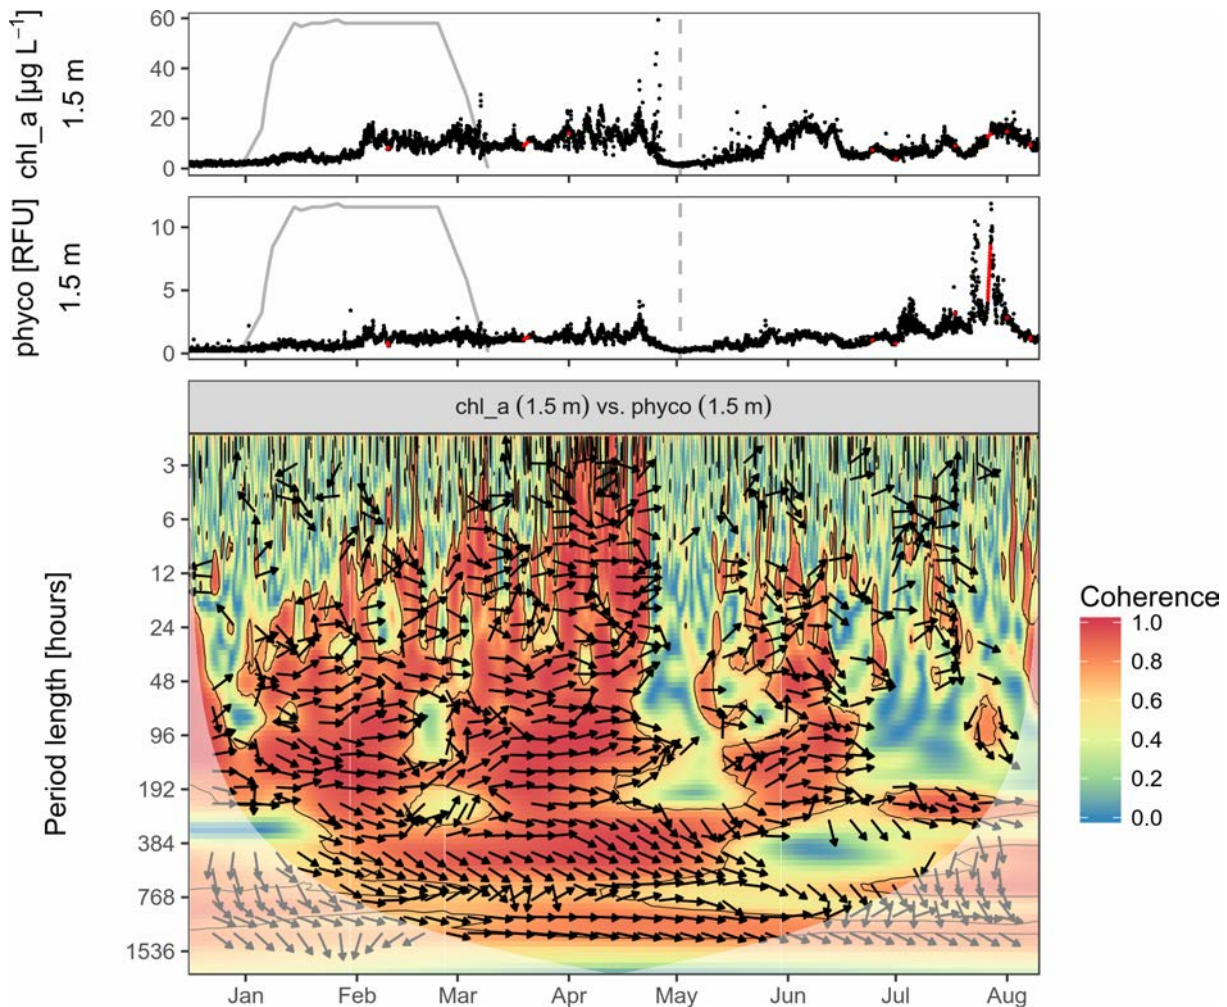 chl_a [µg L⁻¹]
1.5 m
60
40
20
0
phyco [RFU]
1.5 m
10
5
0
chl_a (1.5 m) vs. phyco (1.5 m)
Period length [hours]
3
6
12
24
48
96
192
384
768
1536
Jan Feb Mar Apr May Jun Jul Aug
Coherence
1.0
0.8
0.6
0.4
0.2
0.0